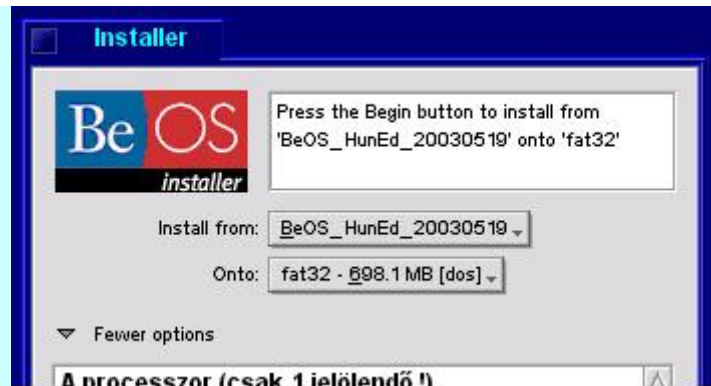 Installer
Be OS
installer
Press the Begin button to install from
'BeOS_HunEd_20030519' onto 'fat32'
Install from: BeOS_HunEd_20030519
Onto: fat32 - 698.1 MB [dos]
Fewer options
A processzor (csak 1 jelölendő !)